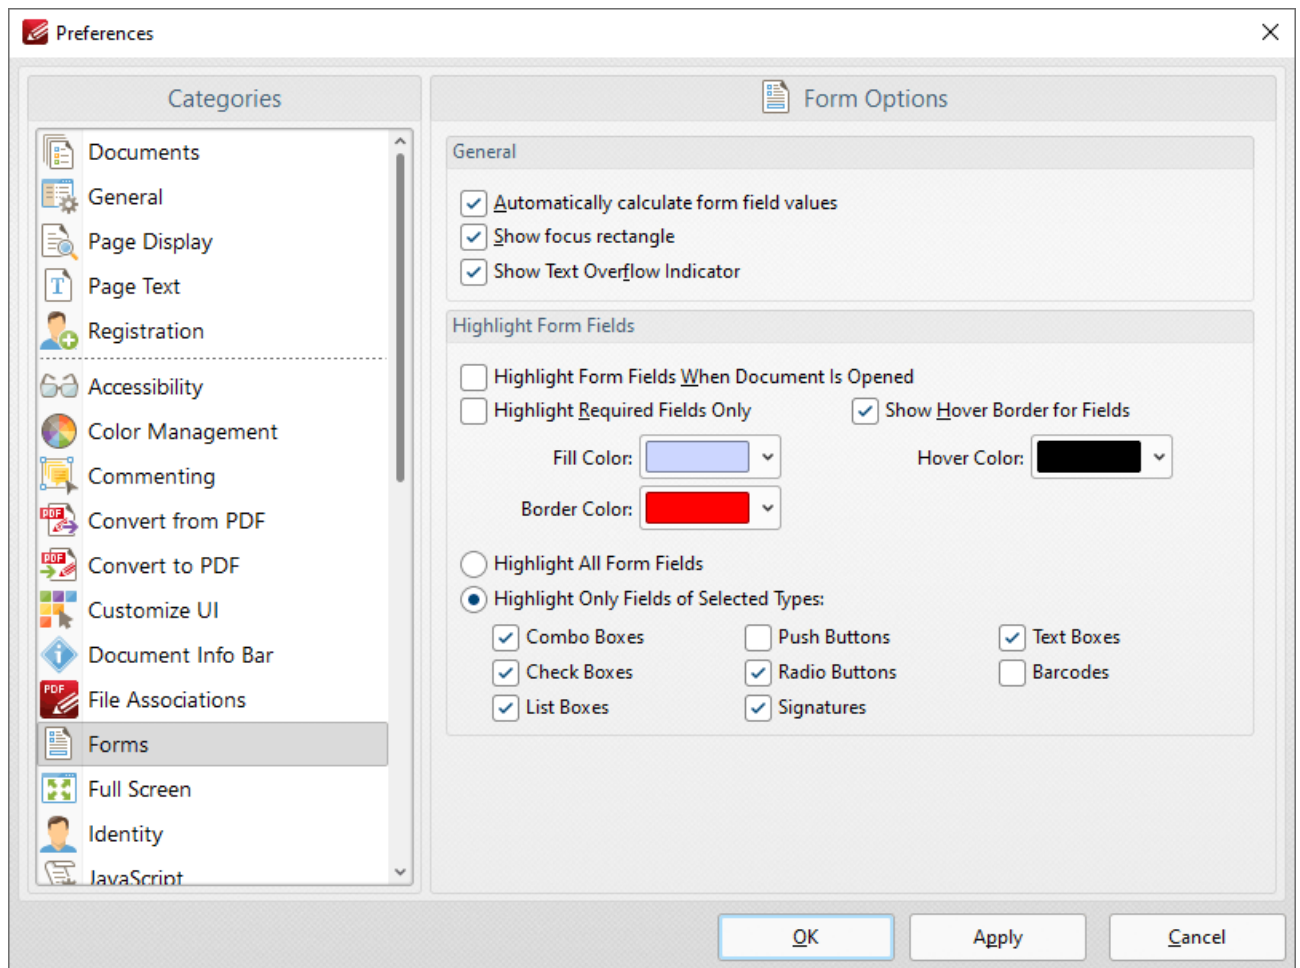 Preferences
Categories
Documents
General
Page Display
Page Text
Registration
Accessibility
Color Management
Commenting
Convert from PDF
Convert to PDF
Customize UI
Document Info Bar
File Associations
Forms
Full Screen
Identity
JavaScript
Form Options
General
Automatically calculate form field values
Show focus rectangle
Show Text Overflow Indicator
Highlight Form Fields
Highlight Form Fields When Document Is Opened
Highlight Required Fields Only Show Hover Border for Fields
Fill Color: Hover Color:
Border Color:
Highlight All Form Fields
Highlight Only Fields of Selected Types:
Combo Boxes Push Buttons Text Boxes
Check Boxes Radio Buttons Barcodes
List Boxes Signatures
OK Apply Cancel